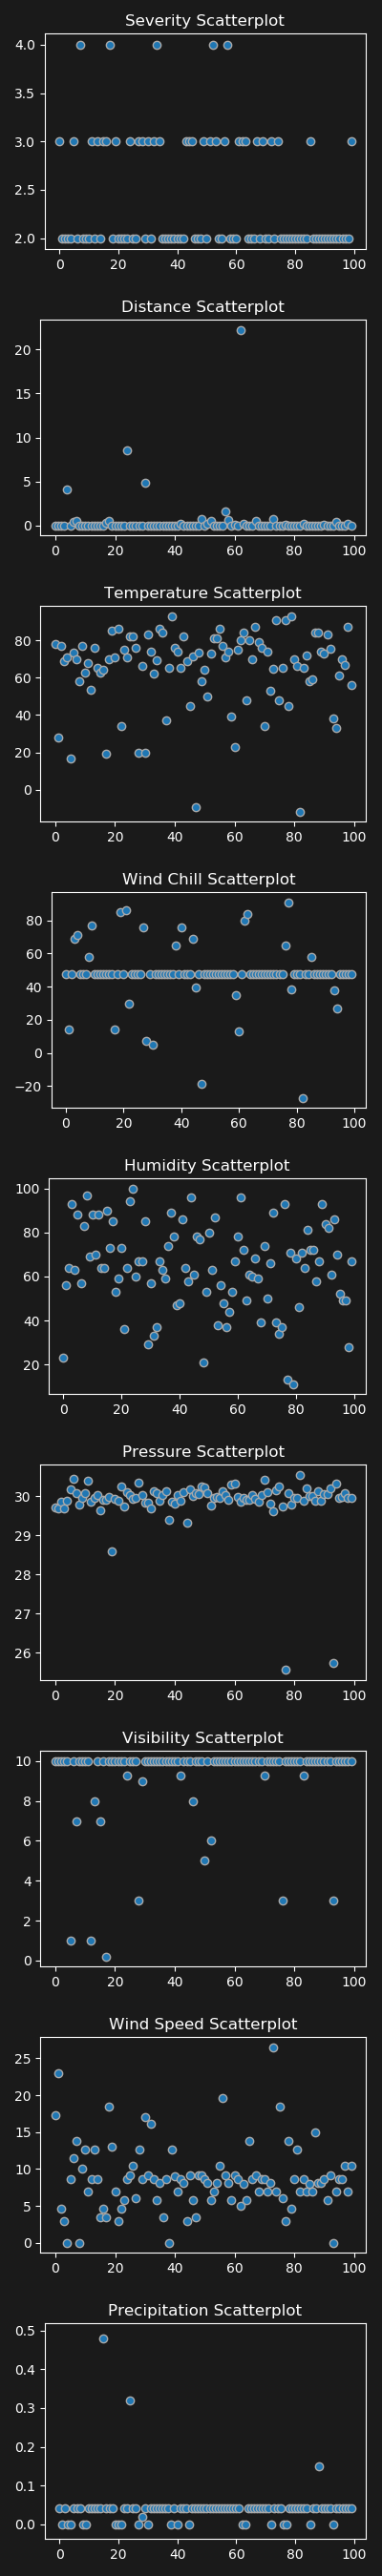 Severity Scatterplot
4.0
3.5
3.0
2.5
2.0
0 20 40 60 80 100
Distance Scatterplot
20
15
10
5
0
0 20 40 60 80 100
Temperature Scatterplot
80
60
40
20
0
0 20 40 60 80 100
Wind Chill Scatterplot
80
60
40
20
0
−20
0 20 40 60 80 100
Humidity Scatterplot
100
80
60
40
20
0 20 40 60 80 100
Pressure Scatterplot
30
29
28
27
26
0 20 40 60 80 100
Visibility Scatterplot
10
8
6
4
2
0
0 20 40 60 80 100
Wind Speed Scatterplot
25
20
15
10
5
0
0 20 40 60 80 100
Precipitation Scatterplot
0.5
0.4
0.3
0.2
0.1
0.0
0 20 40 60 80 100